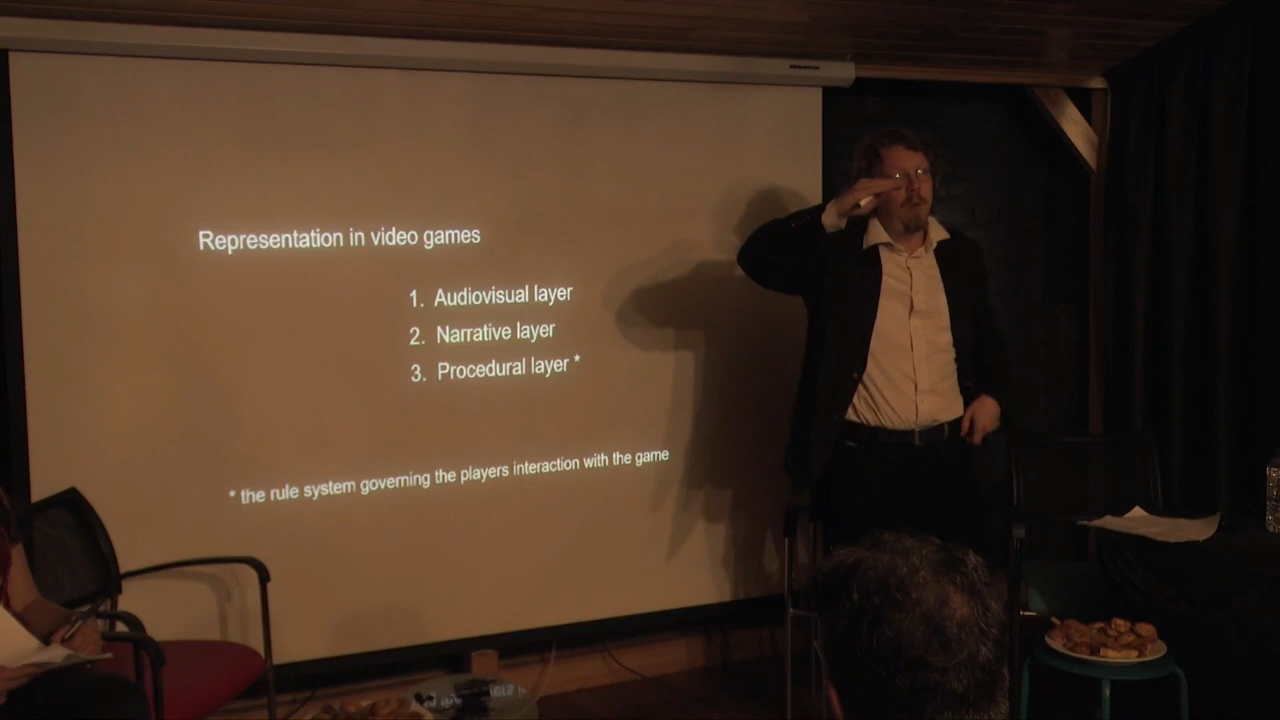 Representation in video games
1. Audiovisual layer
2. Narrative layer
3. Procedural layer *
* the rule system governing the players interaction with the game